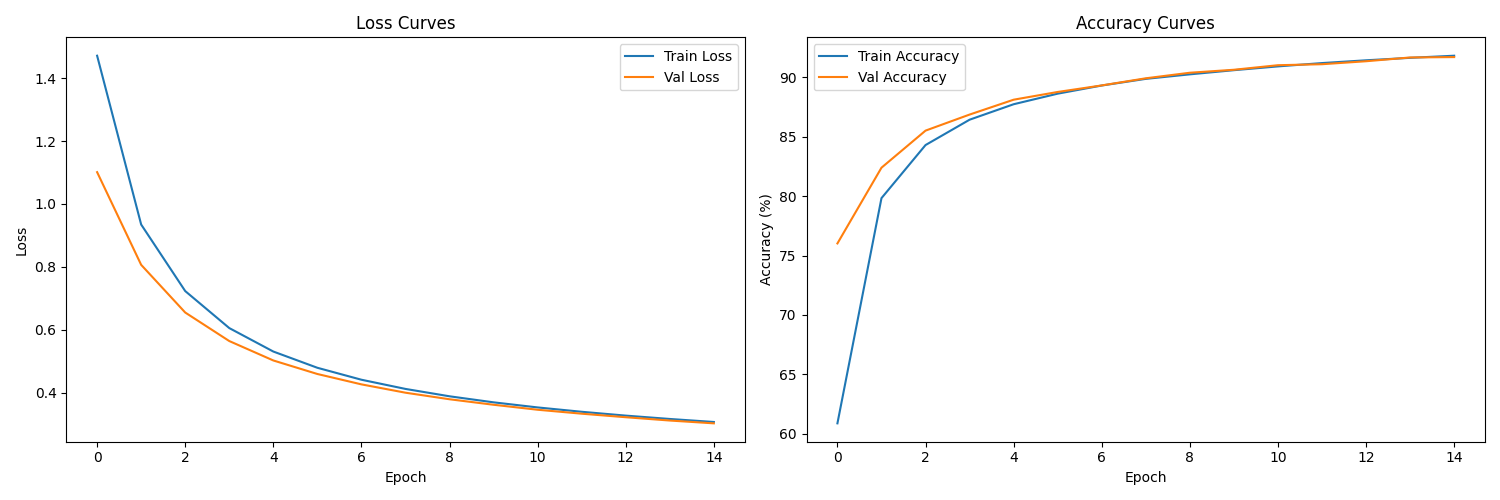 Loss Curves
Train Loss
Val Loss
1.4
1.2
1.0
0.8
0.6
0.4
Loss
0 2 4 6 8 10 12 14
Epoch
Accuracy Curves
Train Accuracy
Val Accuracy
90
85
80
75
70
65
60
Accuracy (%)
0 2 4 6 8 10 12 14
Epoch